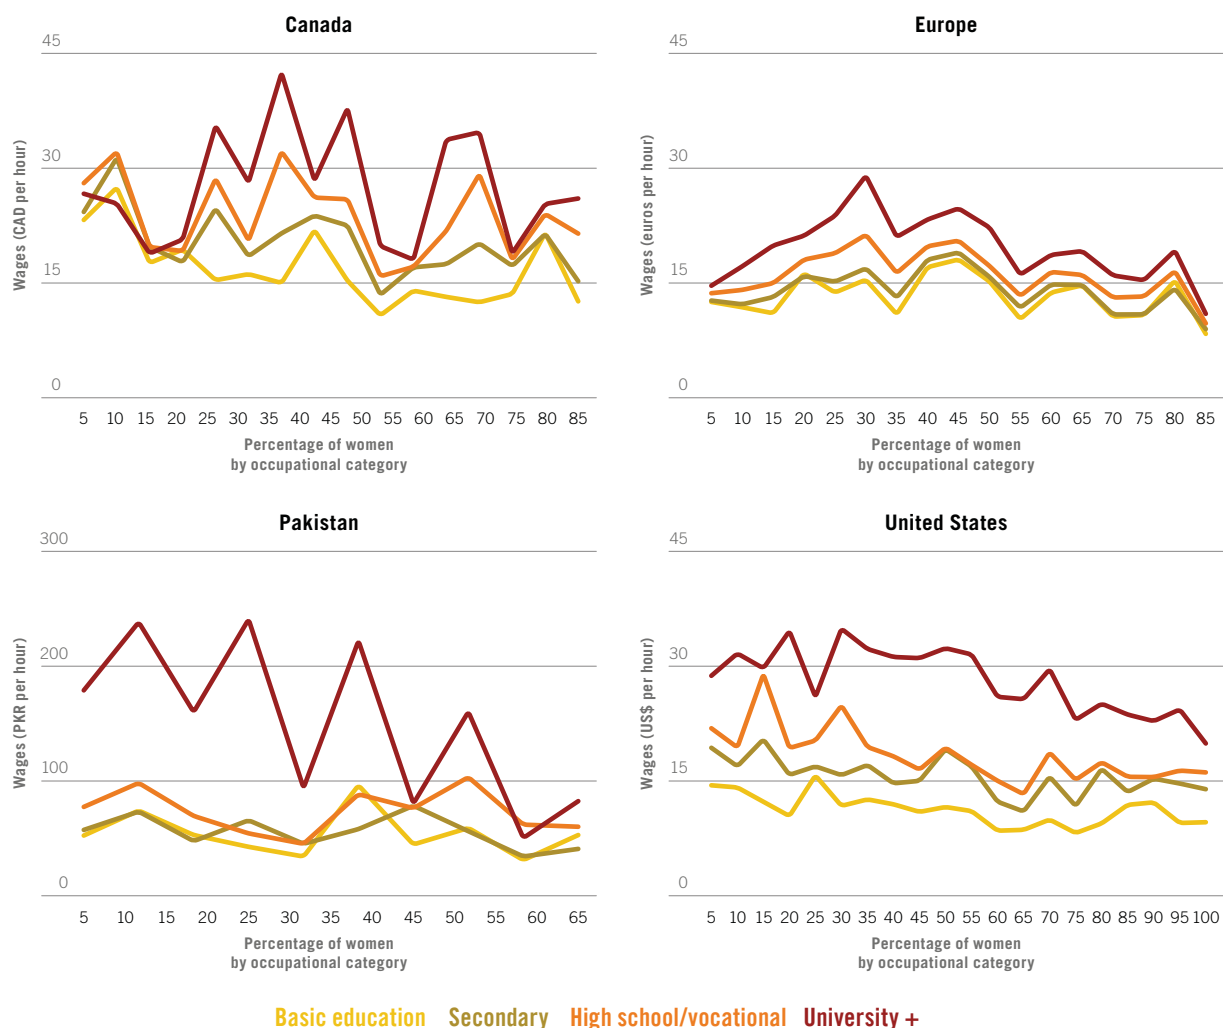 Canada
45
30
15
0
Wages (CAD per hour)
5 10 15 20 25 30 35 40 45 50 55 60 65 70 75 80 85
Percentage of women
by occupational category
Europe
45
30
15
0
Wages (euros per hour)
5 10 15 20 25 30 35 40 45 50 55 60 65 70 75 80 85
Percentage of women
by occupational category
Pakistan
300
200
100
0
Wages (PKR per hour)
5 10 15 20 25 30 35 40 45 50 55 60 65
Percentage of women
by occupational category
United States
45
30
15
0
Wages (US$ per hour)
5 10 15 20 25 30 35 40 45 50 55 60 65 70 75 80 85 90 95 100
Percentage of women
by occupational category
Basic education Secondary High school/vocational University +